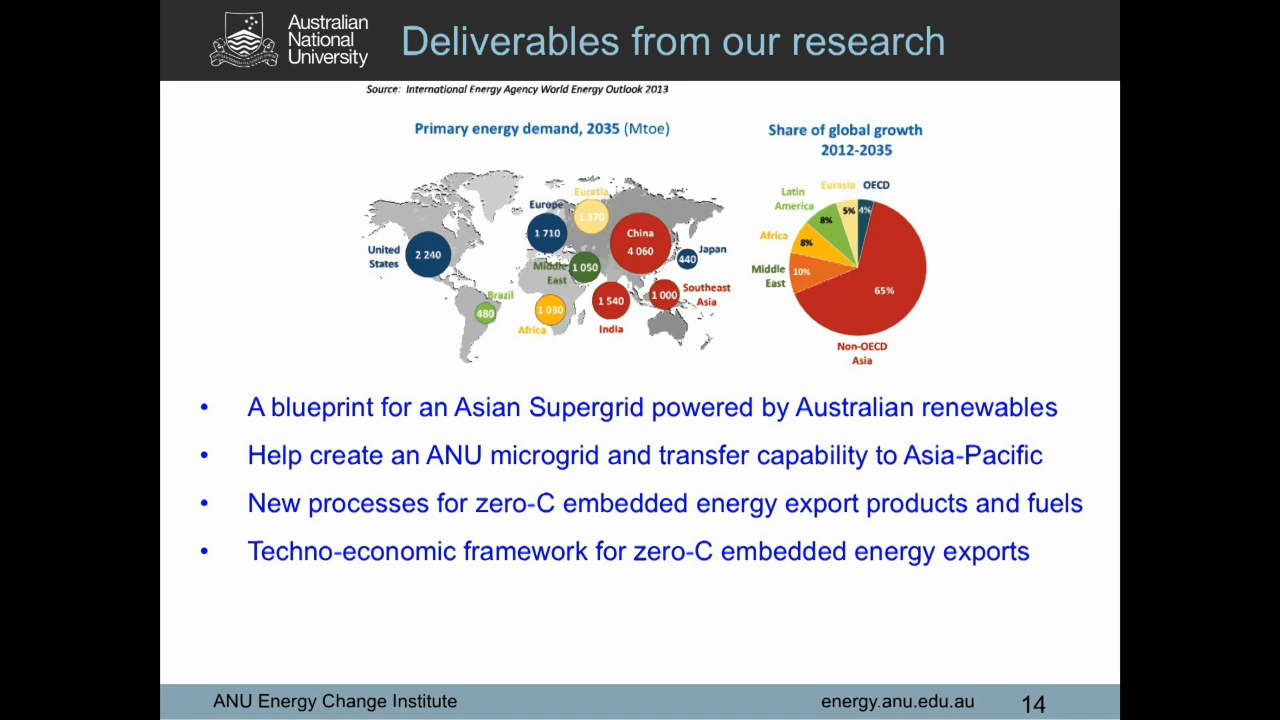 Australian
National
University
Deliverables from our research
Source: International Energy Agency World Energy Outlook 2013
Primary energy demand, 2035 (Mtoe)
Share of global growth
2012-2035
United
States
2 240
Brazil
480
Europe
1 710
Eurasia
1 370
Middle
East
1 050
Africa
1 030
China
4 060
India
1 540
Japan
440
Southeast
Asia
1 000
Latin
America
8%
Eurasia
5%
OECD
4%
Africa
8%
Middle
East
10%
65%
Non-OECD
Asia
• A blueprint for an Asian Supergrid powered by Australian renewables
• Help create an ANU microgrid and transfer capability to Asia-Pacific
• New processes for zero-C embedded energy export products and fuels
• Techno-economic framework for zero-C embedded energy exports
ANU Energy Change Institute
energy.anu.edu.au
14